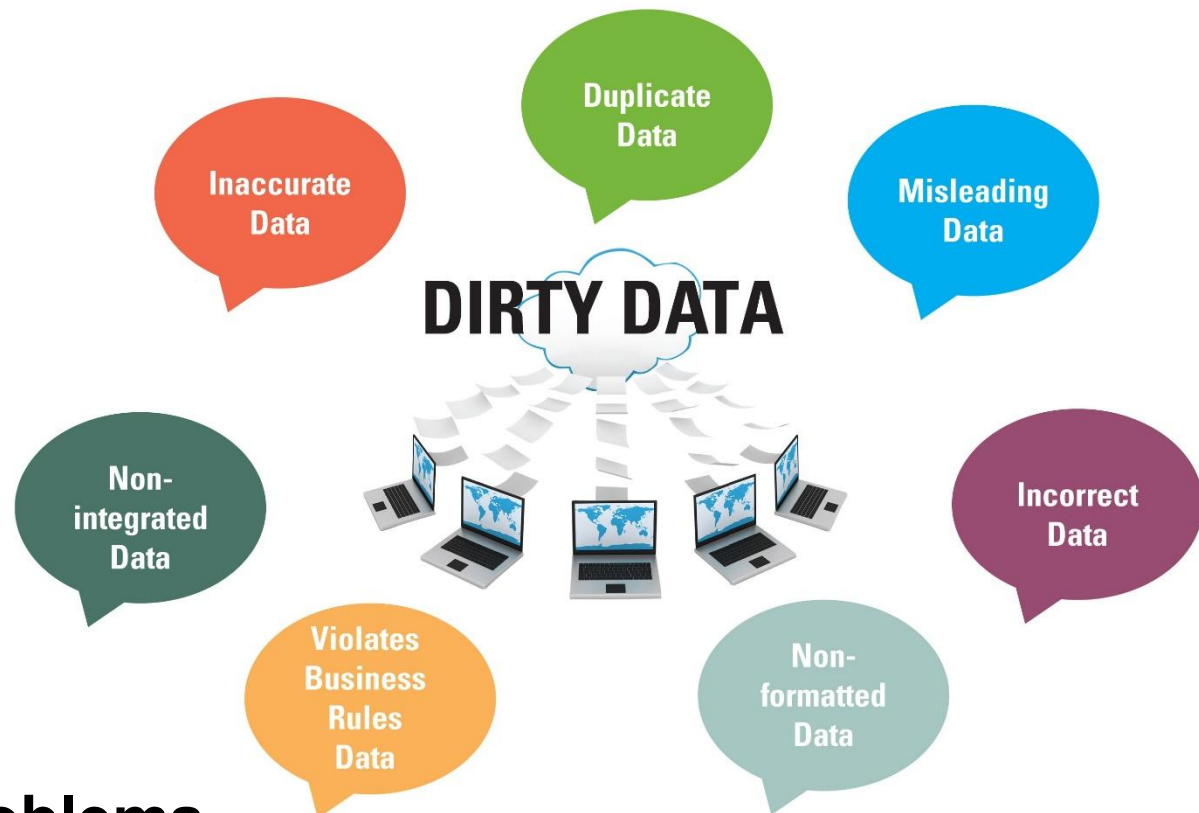 Duplicate
Data
Inaccurate
Data
Misleading
Data
DIRTY DATA
Non-
integrated
Data
Incorrect
Data
Violates
Business
Rules
Data
Non-
formatted
Data